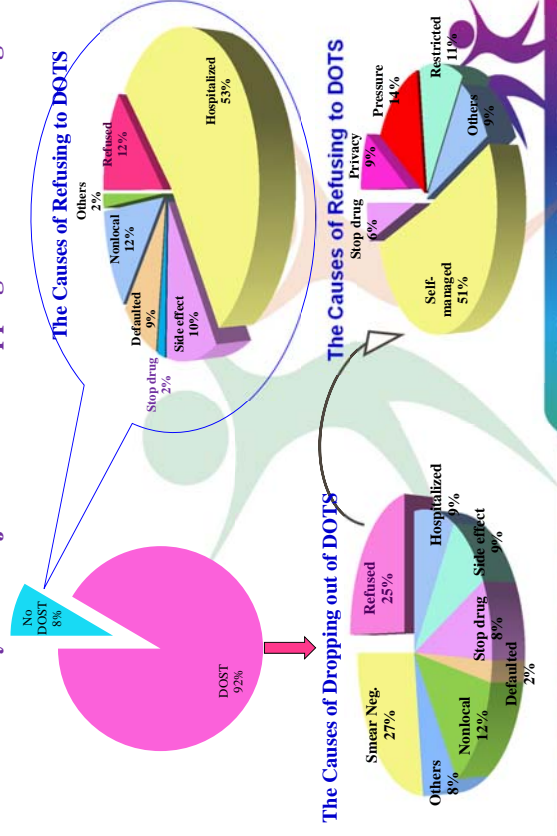 The Causes of Refusing to DOTS
No
DOST
8%
DOST
92%
Others
2%
Refused
12%
Nonlocal
12%
Defaulted
9%
Stop drug
2%
Side effect
10%
Hospitalized
53%
The Causes of Dropping out of DOTS
Smear Neg.
27%
Refused
25%
Others
8%
Nonlocal
12%
Defaulted
2%
Stop drug
8%
Side effect
9%
Hospitalized
9%
The Causes of Refusing to DOTS
Stop drug
6%
Privacy
9%
Pressure
14%
Restricted
11%
Others
9%
Self-
managed
51%